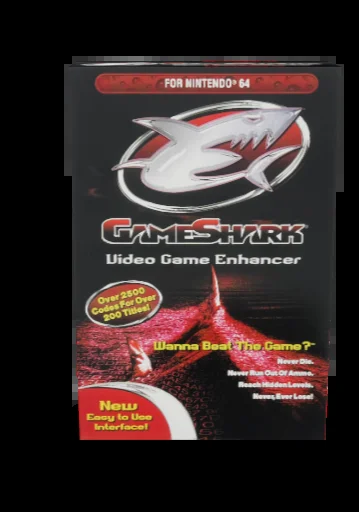 FOR NINTENDO® 64
GAMESHARK
Video Game Enhancer
Over 2500
Codes For Over
200 Titles!
Wanna Beat The Game?™
Never Die.
Never Run Out Of Ammo.
Reach Hidden Levels.
Never, Ever Lose!
New
Easy to Use
Interface!